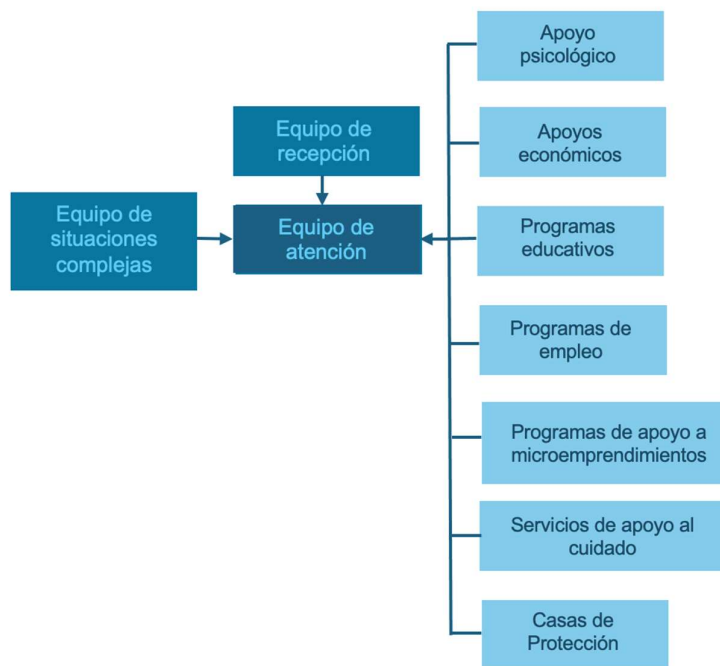 Apoyo
psicológico
Equipo de
recepción
Apoyos
económicos
Equipo de
situaciones
complejas
Equipo de
atención
Programas
educativos
Programas de
empleo
Programas de apoyo a
microemprendimientos
Servicios de apoyo al
cuidado
Casas de
Protección